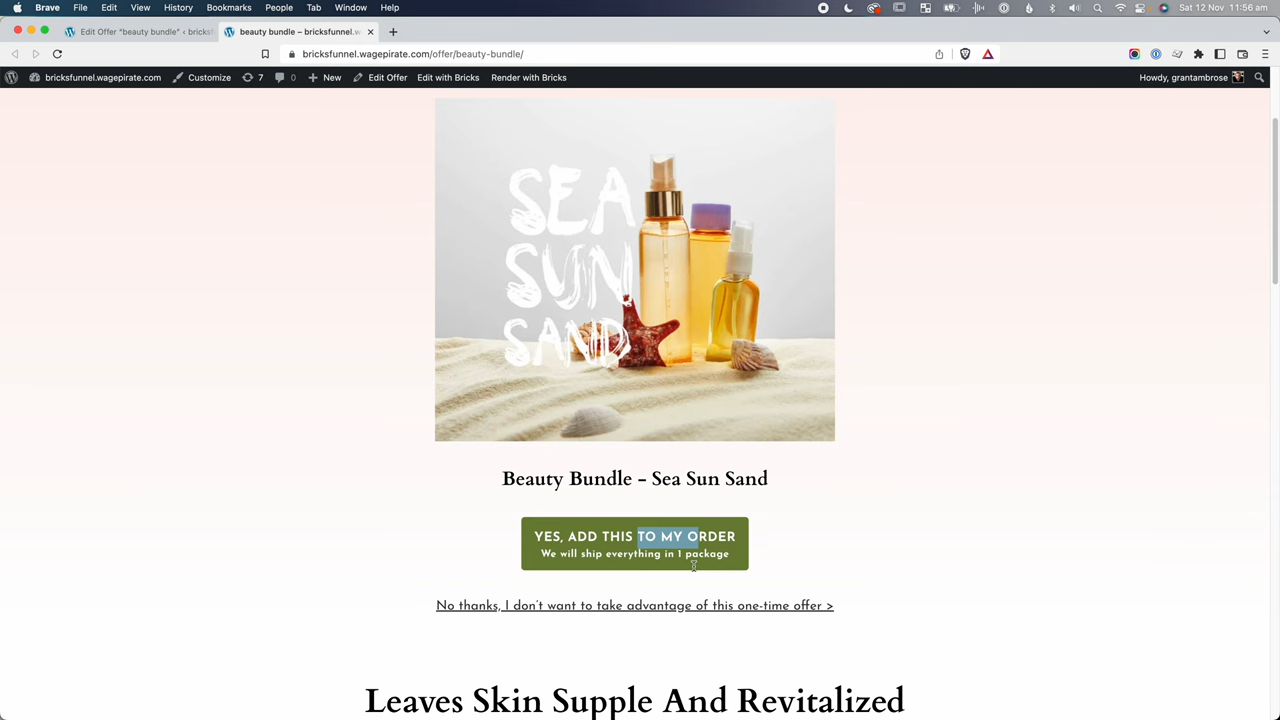 Brave File Edit View History Bookmarks People Tab Window Help Sat 12 Nov 11:56 am
Edit Offer "beauty bundle" ‹ bricksf
beauty bundle – bricksfunnel.w
bricksfunnel.wagepirate.com/offer/beauty-bundle/
bricksfunnel.wagepirate.com Customize 7 0 New Edit Offer Edit with Bricks Render with Bricks Howdy, grantambrose
SEA
SUN
SAND
Beauty Bundle - Sea Sun Sand
YES, ADD THIS TO MY ORDER
We will ship everything in 1 package
No thanks, I don't want to take advantage of this one-time offer >
Leaves Skin Supple And Revitalized